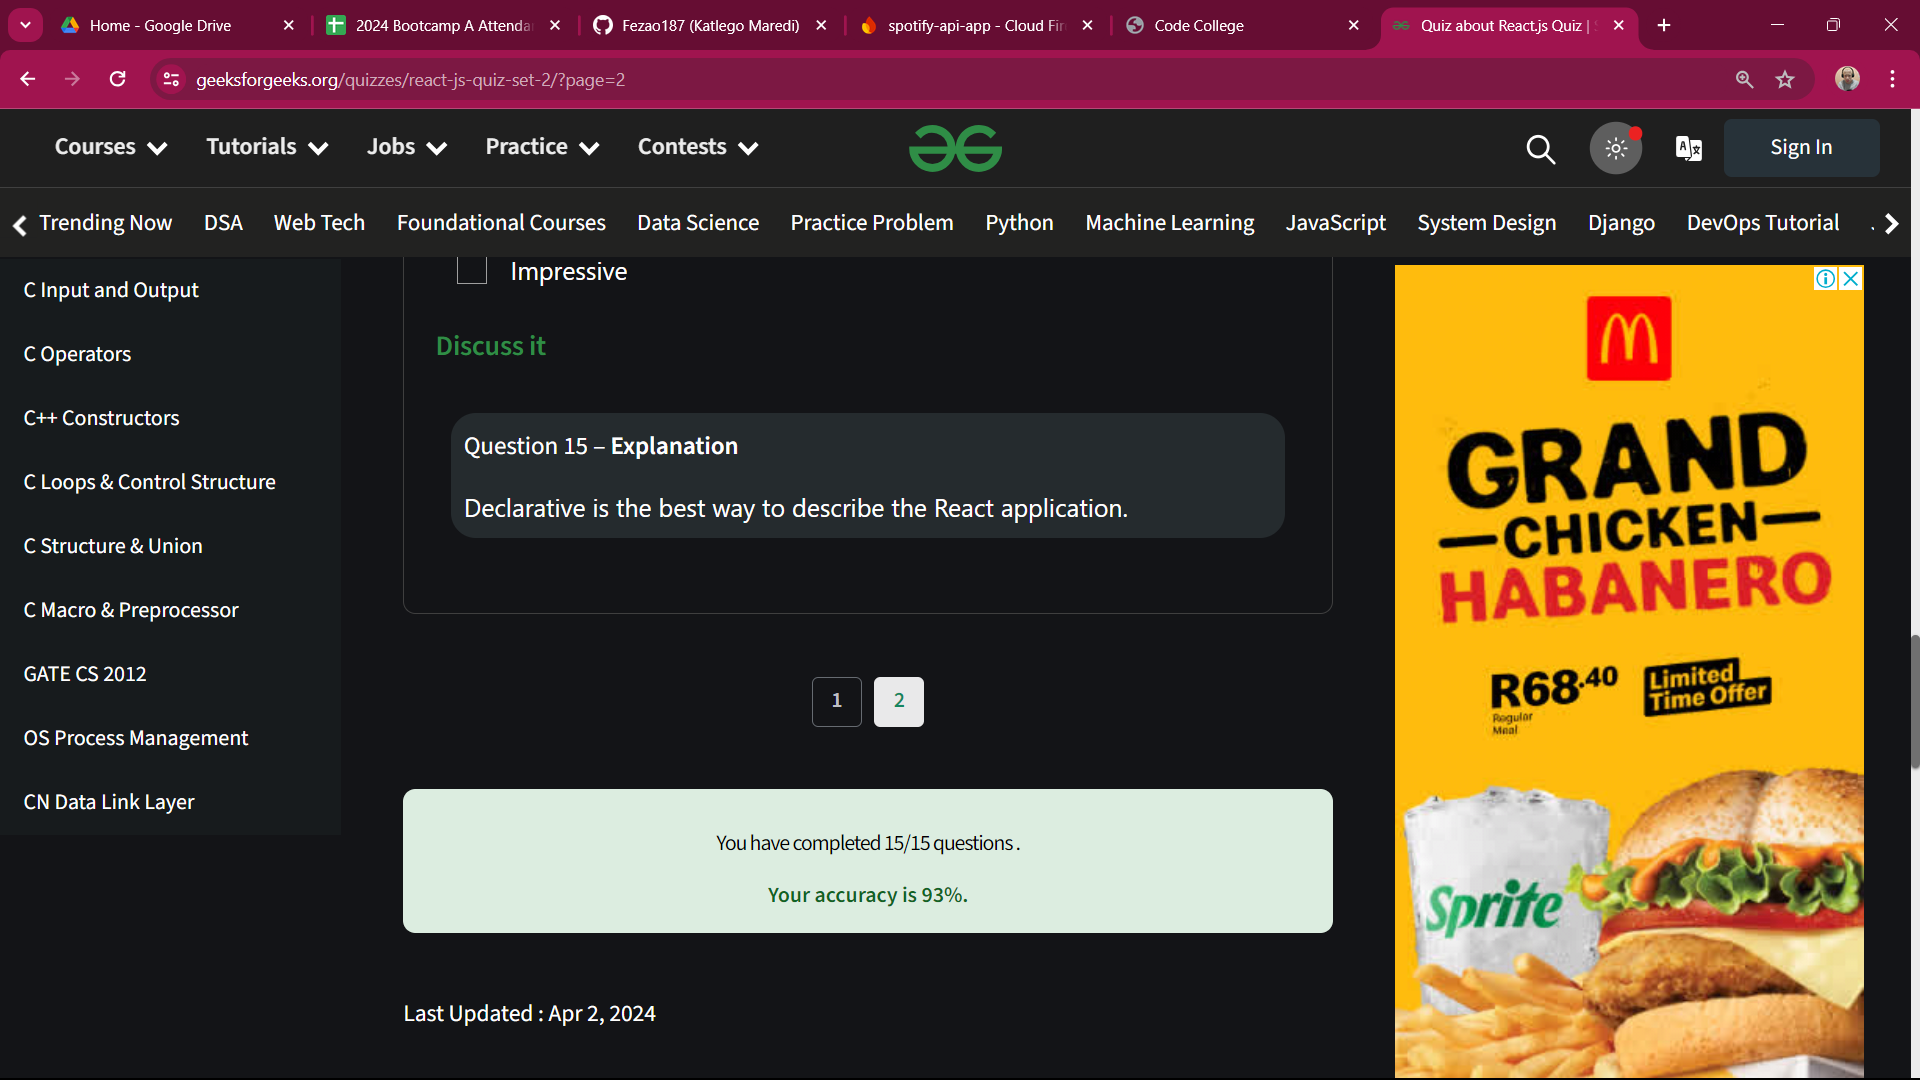 Home - Google Drive
2024 Bootcamp A Attenda
Fezao187 (Katlego Maredi)
spotify-api-app - Cloud Fir
Code College
Quiz about React.js Quiz |
geeksforgeeks.org/quizzes/react-js-quiz-set-2/?page=2
Courses
Tutorials
Jobs
Practice
Contests
Sign In
Trending Now
DSA
Web Tech
Foundational Courses
Data Science
Practice Problem
Python
Machine Learning
JavaScript
System Design
Django
DevOps Tutorial
C Input and Output
C Operators
C++ Constructors
C Loops & Control Structure
C Structure & Union
C Macro & Preprocessor
GATE CS 2012
OS Process Management
CN Data Link Layer
Impressive
Discuss it
Question 15 – Explanation
Declarative is the best way to describe the React application.
1
2
You have completed 15/15 questions .
Your accuracy is 93%.
Last Updated : Apr 2, 2024
GRAND
CHICKEN
HABANERO
R68.40
Regular
Meal
Limited
Time Offer
Sprite